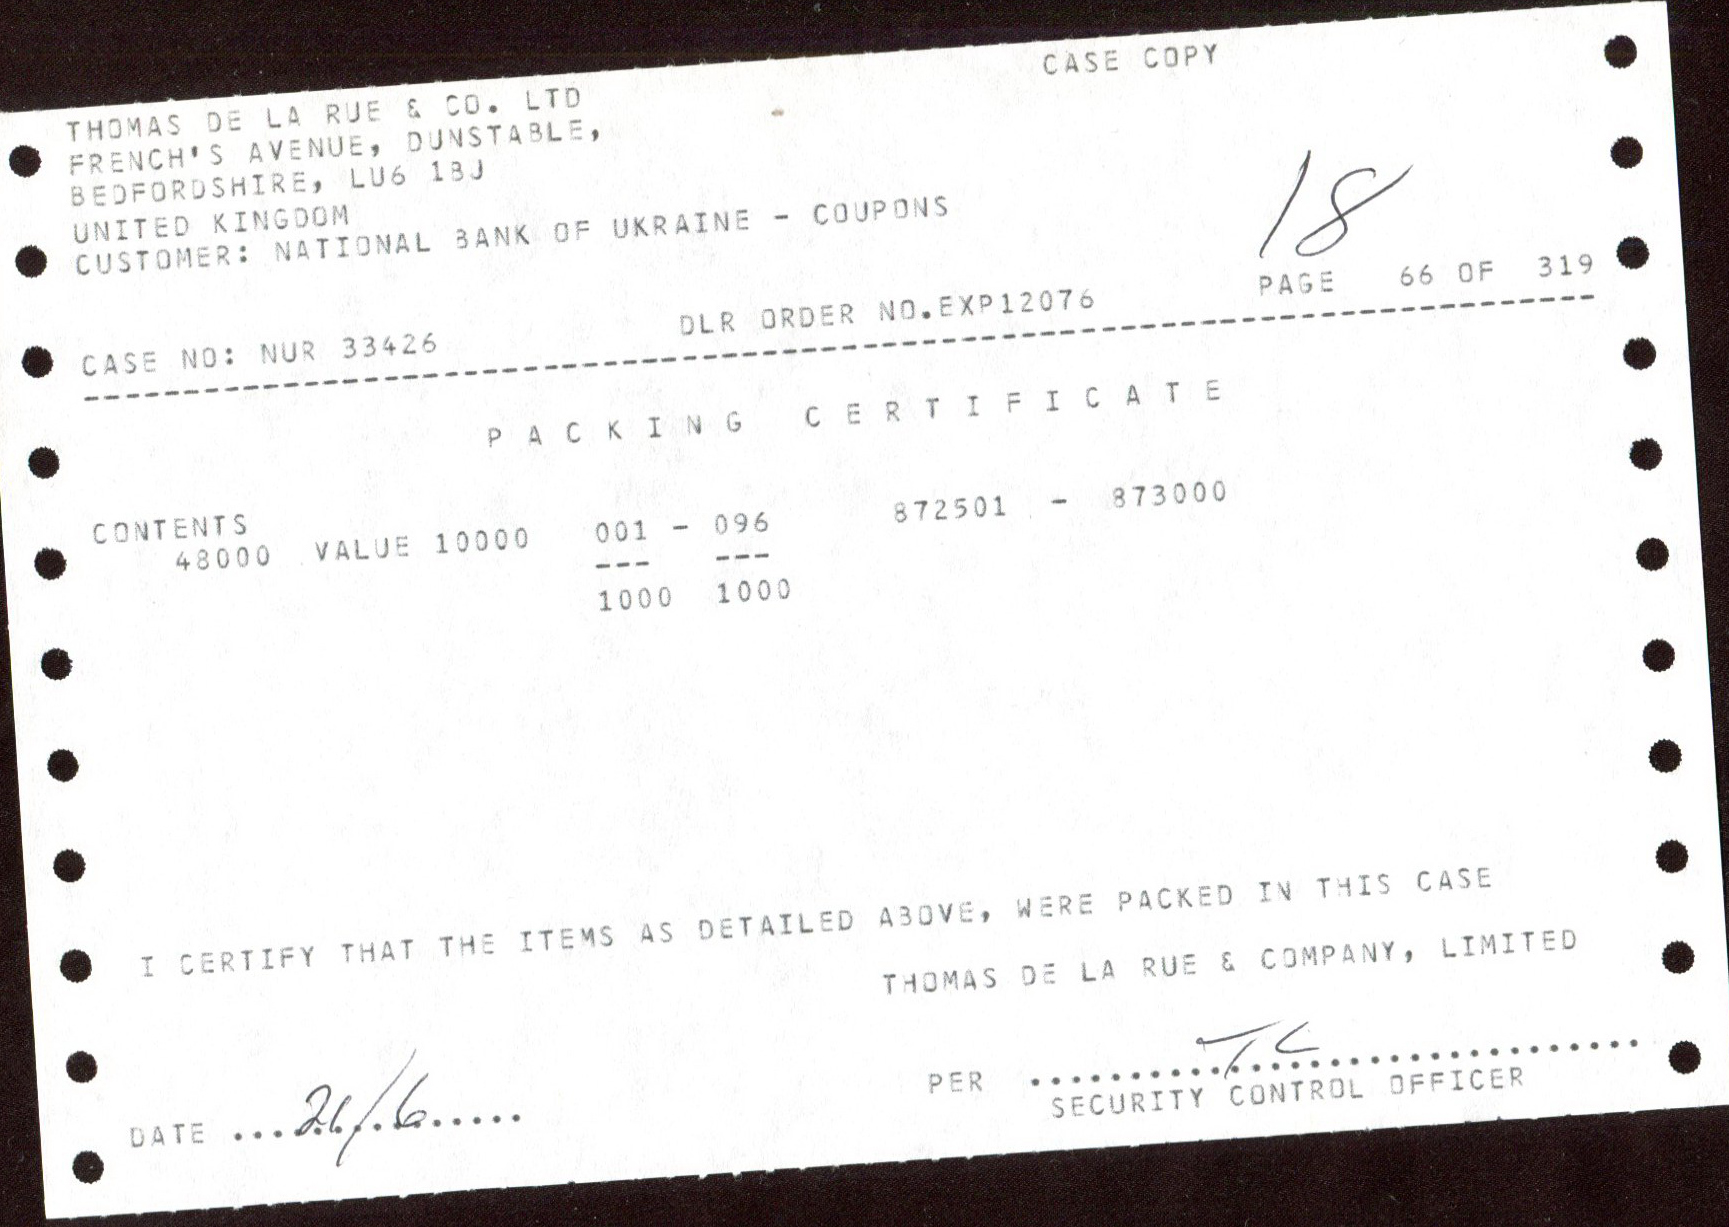 CASE COPY
THOMAS DE LA RUE & CO. LTD
FRENCH'S AVENUE, DUNSTABLE,
BEDFORDSHIRE, LU6 1BJ
UNITED KINGDOM
CUSTOMER: NATIONAL BANK OF UKRAINE - COUPONS
18
CASE NO: NUR 33426 DLR ORDER NO.EXP12076 PAGE 66 OF 319
PACKING CERTIFICATE
CONTENTS
48000 VALUE 10000 001 - 096 872501 - 873000
--- ---
1000 1000
I CERTIFY THAT THE ITEMS AS DETAILED ABOVE, WERE PACKED IN THIS CASE
THOMAS DE LA RUE & COMPANY, LIMITED
PER ........TC........
SECURITY CONTROL OFFICER
DATE .../6.....